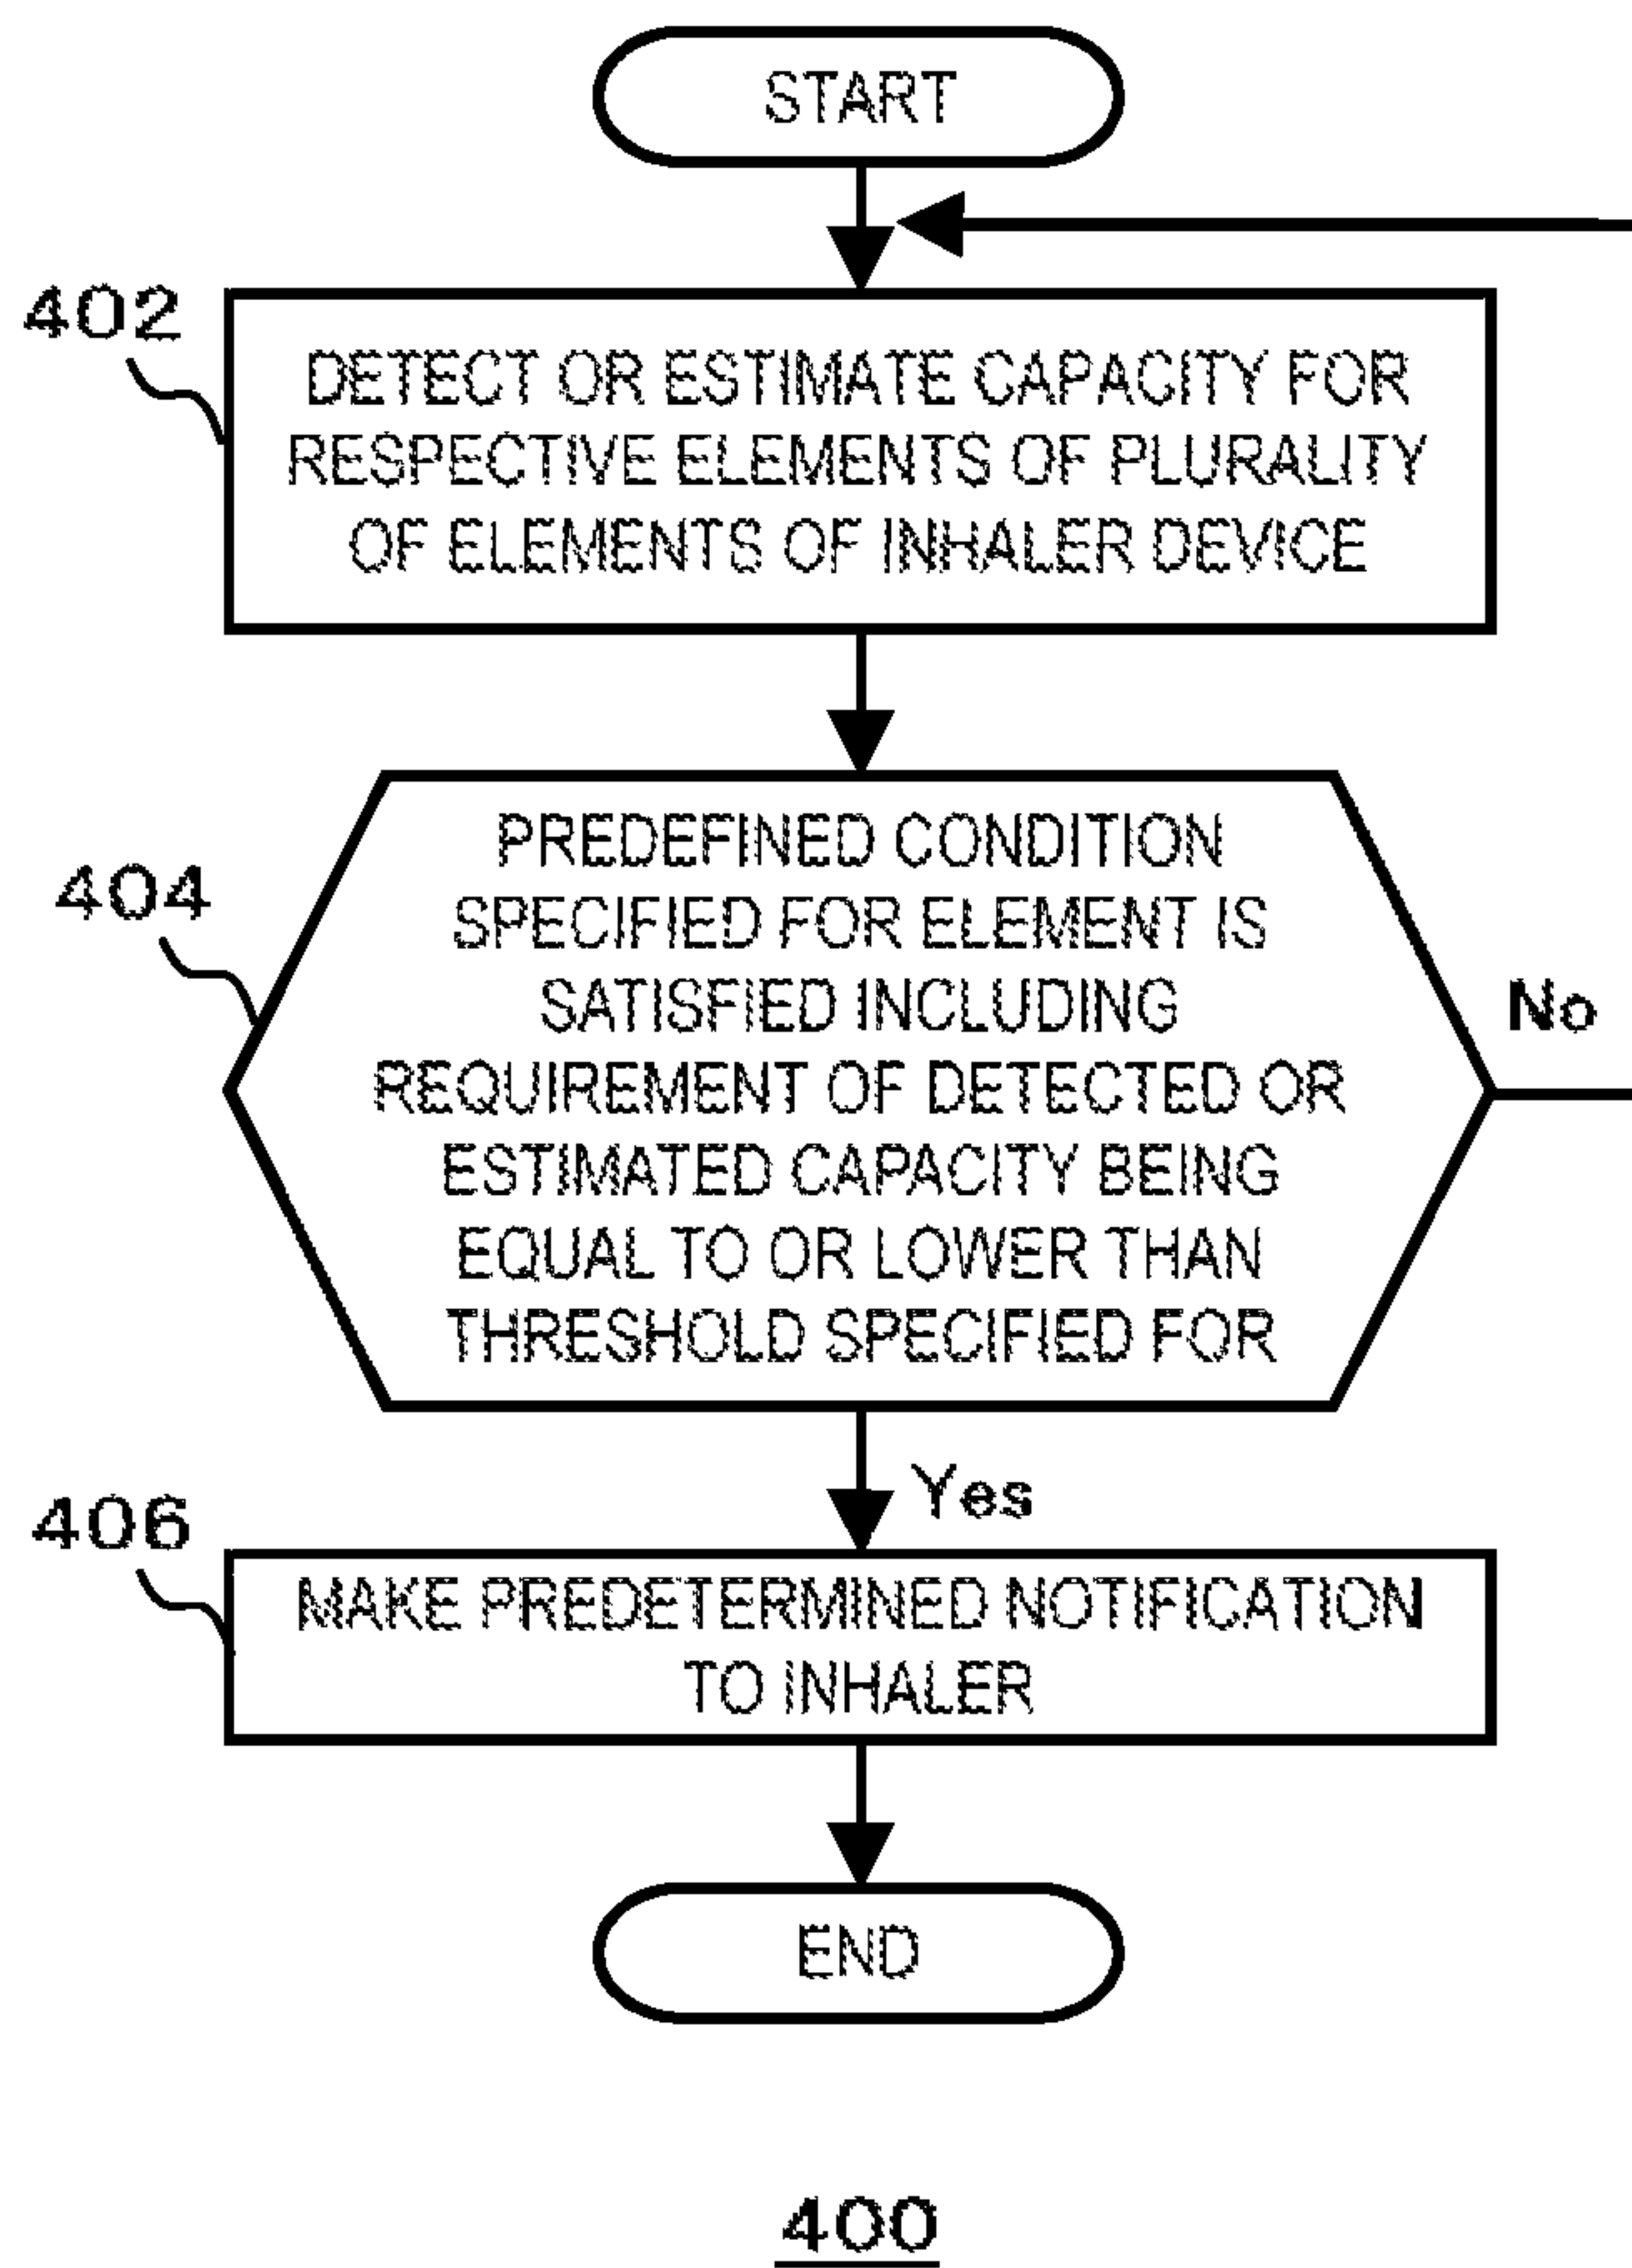 START
402
DETECT OR ESTIMATE CAPACITY FOR
RESPECTIVE ELEMENTS OF PLURALITY
OF ELEMENTS OF INHALER DEVICE
404
PREDEFINED CONDITION
SPECIFIED FOR ELEMENT IS
SATISFIED INCLUDING
REQUIREMENT OF DETECTED OR
ESTIMATED CAPACITY BEING
EQUAL TO OR LOWER THAN
THRESHOLD SPECIFIED FOR
No
Yes
406
MAKE PREDETERMINED NOTIFICATION
TO INHALER
END
400